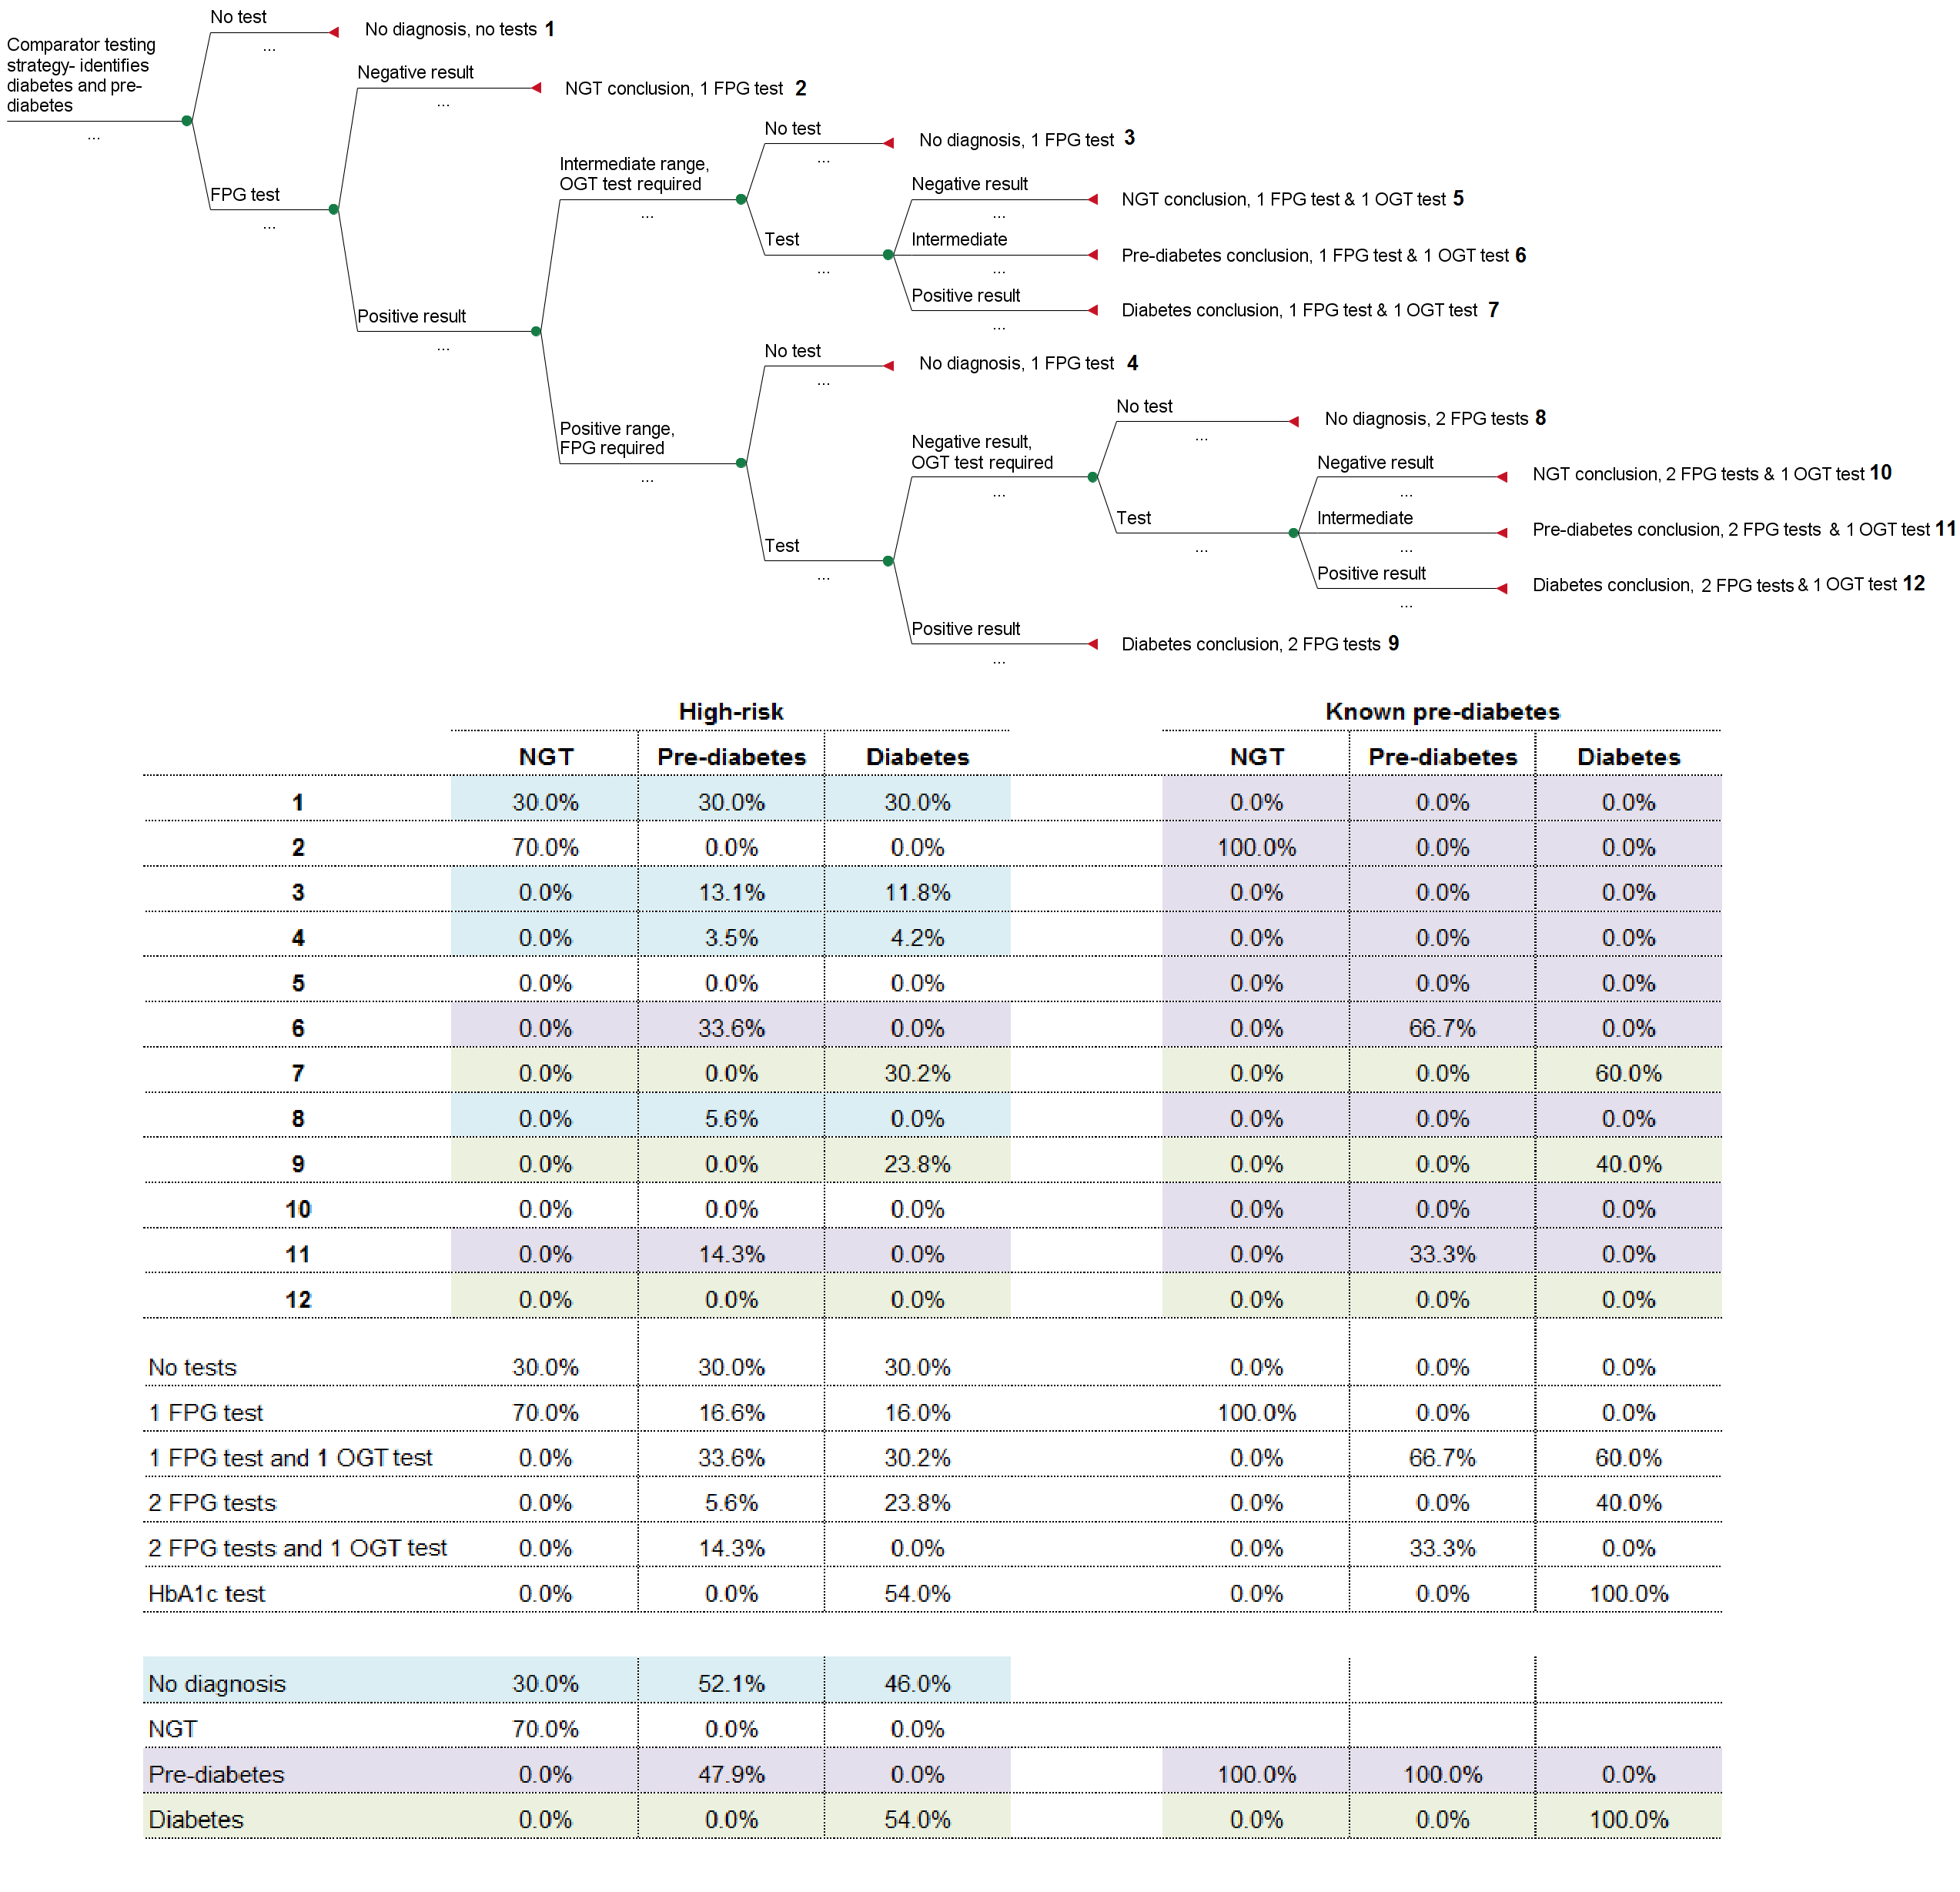 No test
...
No diagnosis, no tests 1
Comparator testing
strategy- identifies
diabetes and pre-
diabetes
...
Negative result
...
NGT conclusion, 1 FPG test 2
FPG test
...
No test
...
No diagnosis, 1 FPG test 3
Intermediate range,
OGT test required
...
Negative result
...
NGT conclusion, 1 FPG test & 1 OGT test 5
Test
...
Intermediate
...
Pre-diabetes conclusion, 1 FPG test & 1 OGT test 6
Positive result
...
Diabetes conclusion, 1 FPG test & 1 OGT test 7
Positive result
...
No test
...
No diagnosis, 1 FPG test 4
Positive range,
FPG required
...
No test
...
No diagnosis, 2 FPG tests 8
Negative result,
OGT test required
...
Negative result
...
NGT conclusion, 2 FPG tests & 1 OGT test 10
Test
...
Intermediate
...
Pre-diabetes conclusion, 2 FPG tests & 1 OGT test 11
Positive result
...
Diabetes conclusion, 2 FPG tests & 1 OGT test 12
Test
...
Positive result
...
Diabetes conclusion, 2 FPG tests 9
High-risk Known pre-diabetes
NGT Pre-diabetes Diabetes NGT Pre-diabetes Diabetes
1 30.0% 30.0% 30.0% 0.0% 0.0% 0.0%
2 70.0% 0.0% 0.0% 100.0% 0.0% 0.0%
3 0.0% 13.1% 11.8% 0.0% 0.0% 0.0%
4 0.0% 3.5% 4.2% 0.0% 0.0% 0.0%
5 0.0% 0.0% 0.0% 0.0% 0.0% 0.0%
6 0.0% 33.6% 0.0% 0.0% 66.7% 0.0%
7 0.0% 0.0% 30.2% 0.0% 0.0% 60.0%
8 0.0% 5.6% 0.0% 0.0% 0.0% 0.0%
9 0.0% 0.0% 23.8% 0.0% 0.0% 40.0%
10 0.0% 0.0% 0.0% 0.0% 0.0% 0.0%
11 0.0% 14.3% 0.0% 0.0% 33.3% 0.0%
12 0.0% 0.0% 0.0% 0.0% 0.0% 0.0%
No tests 30.0% 30.0% 30.0% 0.0% 0.0% 0.0%
1 FPG test 70.0% 16.6% 16.0% 100.0% 0.0% 0.0%
1 FPG test and 1 OGT test 0.0% 33.6% 30.2% 0.0% 66.7% 60.0%
2 FPG tests 0.0% 5.6% 23.8% 0.0% 0.0% 40.0%
2 FPG tests and 1 OGT test 0.0% 14.3% 0.0% 0.0% 33.3% 0.0%
HbA1c test 0.0% 0.0% 54.0% 0.0% 0.0% 100.0%
No diagnosis 30.0% 52.1% 46.0%
NGT 70.0% 0.0% 0.0%
Pre-diabetes 0.0% 47.9% 0.0% 100.0% 100.0% 0.0%
Diabetes 0.0% 0.0% 54.0% 0.0% 0.0% 100.0%